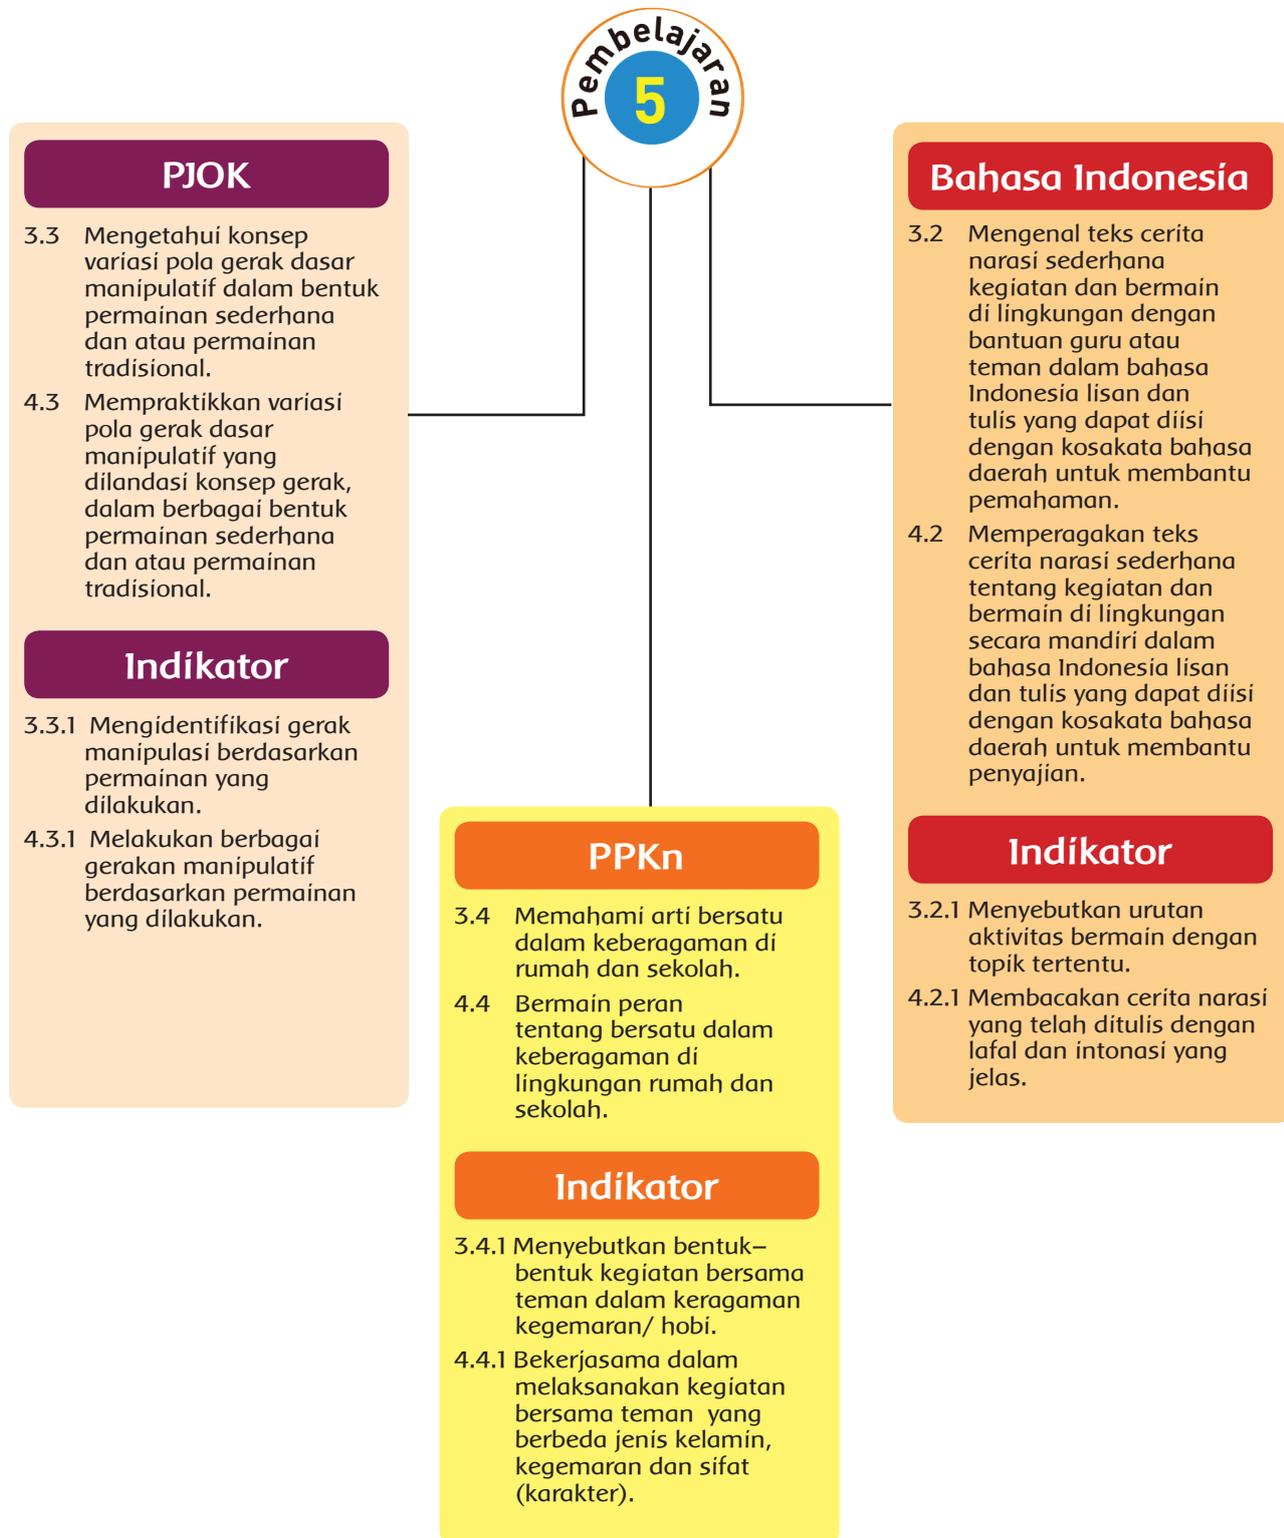 Pembelajaran
5
PJOK
3.3 Mengetahui konsep
variasi pola gerak dasar
manipulatif dalam bentuk
permainan sederhana
dan atau permainan
tradisional.
4.3 Mempraktikkan variasi
pola gerak dasar
manipulatif yang
dilandasi konsep gerak,
dalam berbagai bentuk
permainan sederhana
dan atau permainan
tradisional.
Indikator
3.3.1 Mengidentifikasi gerak
manipulasi berdasarkan
permainan yang
dilakukan.
4.3.1 Melakukan berbagai
gerakan manipulatif
berdasarkan permainan
yang dilakukan.
PPKn
3.4 Memahami arti bersatu
dalam keberagaman di
rumah dan sekolah.
4.4 Bermain peran
tentang bersatu dalam
keberagaman di
lingkungan rumah dan
sekolah.
Indikator
3.4.1 Menyebutkan bentuk–
bentuk kegiatan bersama
teman dalam keragaman
kegemaran/ hobi.
4.4.1 Bekerjasama dalam
melaksanakan kegiatan
bersama teman yang
berbeda jenis kelamin,
kegemaran dan sifat
(karakter).
Bahasa Indonesia
3.2 Mengenal teks cerita
narasi sederhana
kegiatan dan bermain
di lingkungan dengan
bantuan guru atau
teman dalam bahasa
Indonesia lisan dan
tulis yang dapat diisi
dengan kosakata bahasa
daerah untuk membantu
pemahaman.
4.2 Memperagakan teks
cerita narasi sederhana
tentang kegiatan dan
bermain di lingkungan
secara mandiri dalam
bahasa Indonesia lisan
dan tulis yang dapat diisi
dengan kosakata bahasa
daerah untuk membantu
penyajian.
Indikator
3.2.1 Menyebutkan urutan
aktivitas bermain dengan
topik tertentu.
4.2.1 Membacakan cerita narasi
yang telah ditulis dengan
lafal dan intonasi yang
jelas.